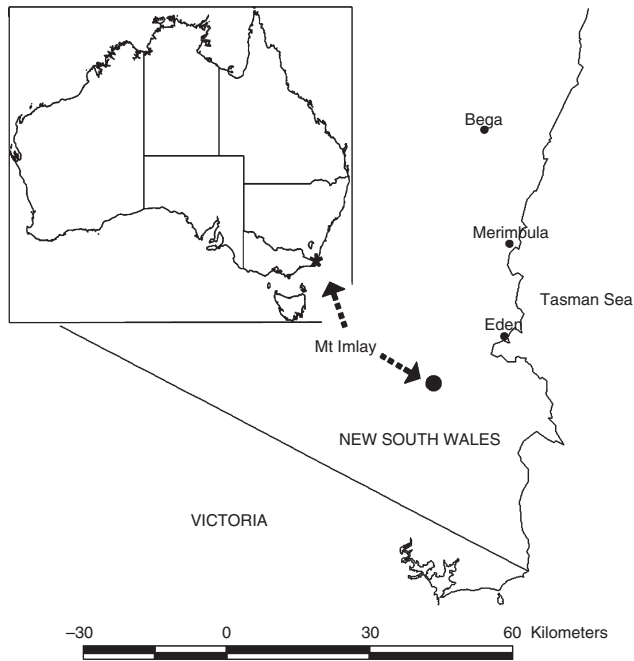 Bega
Merimbula
Tasman Sea
Eden
Mt Imlay
NEW SOUTH WALES
VICTORIA
–30 0 30 60 Kilometers